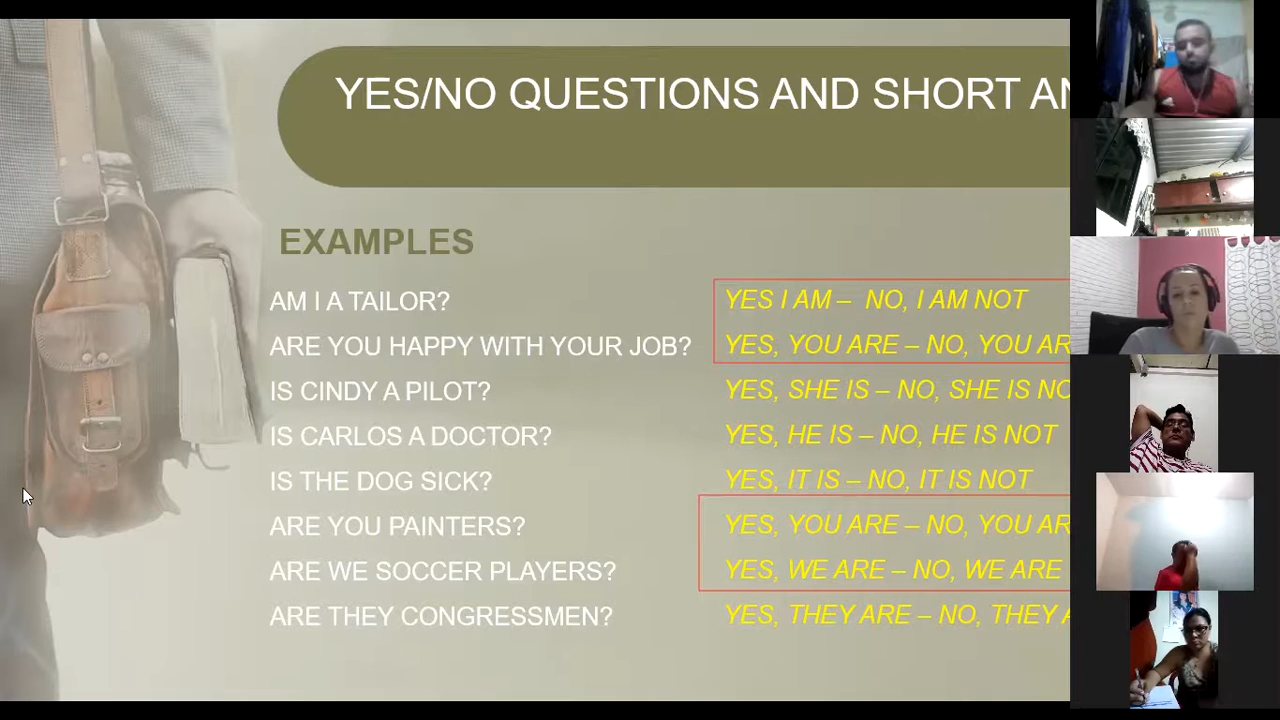 YES/NO QUESTIONS AND SHORT
EXAMPLES
AM I A TAILOR? YES I AM – NO, I AM NOT
ARE YOU HAPPY WITH YOUR JOB? YES, YOU ARE – NO, YOU
IS CINDY A PILOT? YES, SHE IS – NO, SHE IS
IS CARLOS A DOCTOR? YES, HE IS – NO, HE IS NOT
IS THE DOG SICK? YES, IT IS – NO, IT IS NOT
ARE YOU PAINTERS? YES, YOU ARE – NO, YOU
ARE WE SOCCER PLAYERS? YES, WE ARE – NO, WE ARE
ARE THEY CONGRESSMEN? YES, THEY ARE – NO, THEY